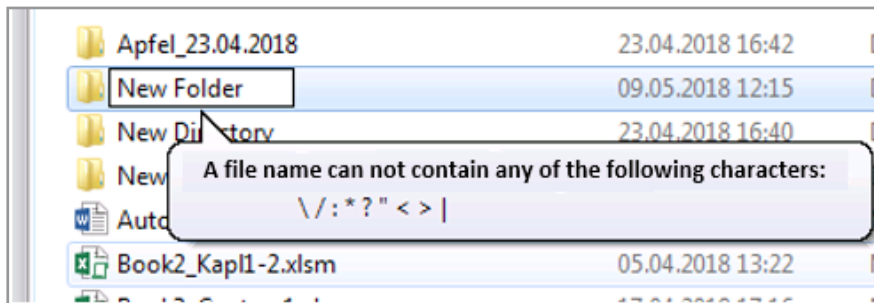 Apfel_23.04.2018 23.04.2018 16:42
New Folder 09.05.2018 12:15
New Directory 23.04.2018 16:40
A file name can not contain any of the following characters:
\ / : * ? " < > |
New
Auto
Book2_Kapl1-2.xlsm 05.04.2018 13:22